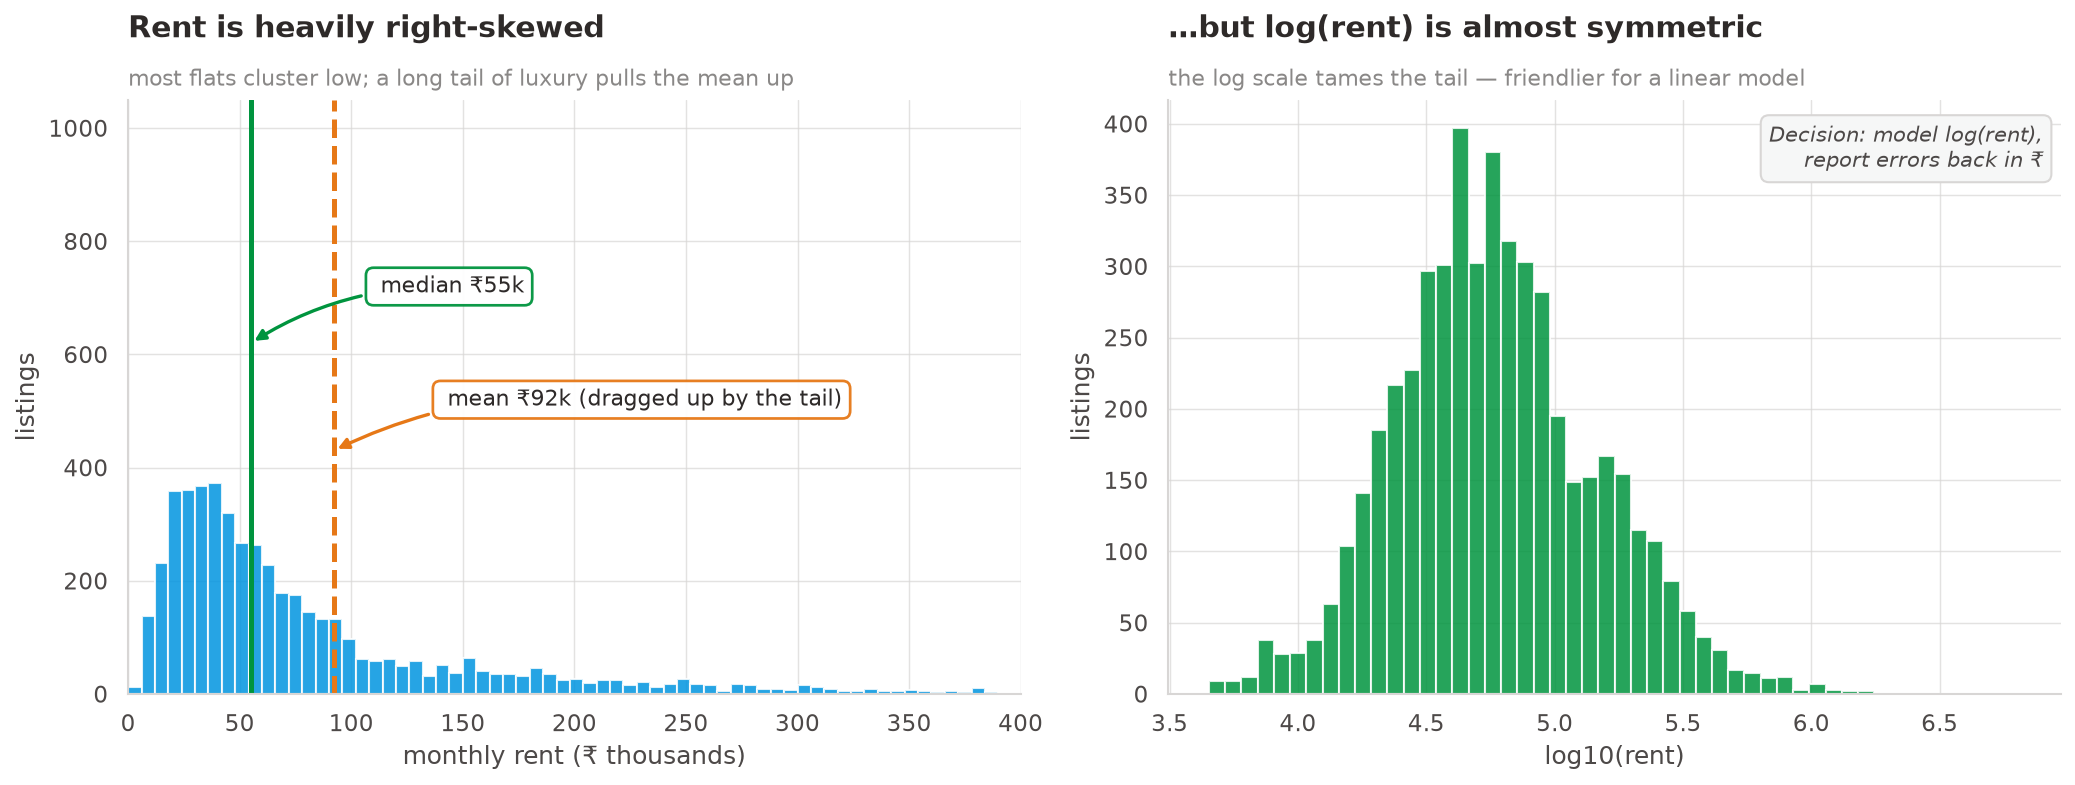 Rent is heavily right-skewed
most flats cluster low; a long tail of luxury pulls the mean up
1000
800
600
400
200
0
listings
median ₹55k
mean ₹92k (dragged up by the tail)
0 50 100 150 200 250 300 350 400
monthly rent (₹ thousands)
…but log(rent) is almost symmetric
the log scale tames the tail — friendlier for a linear model
400
350
300
250
200
150
100
50
0
listings
Decision: model log(rent),
report errors back in ₹
3.5 4.0 4.5 5.0 5.5 6.0 6.5
log10(rent)